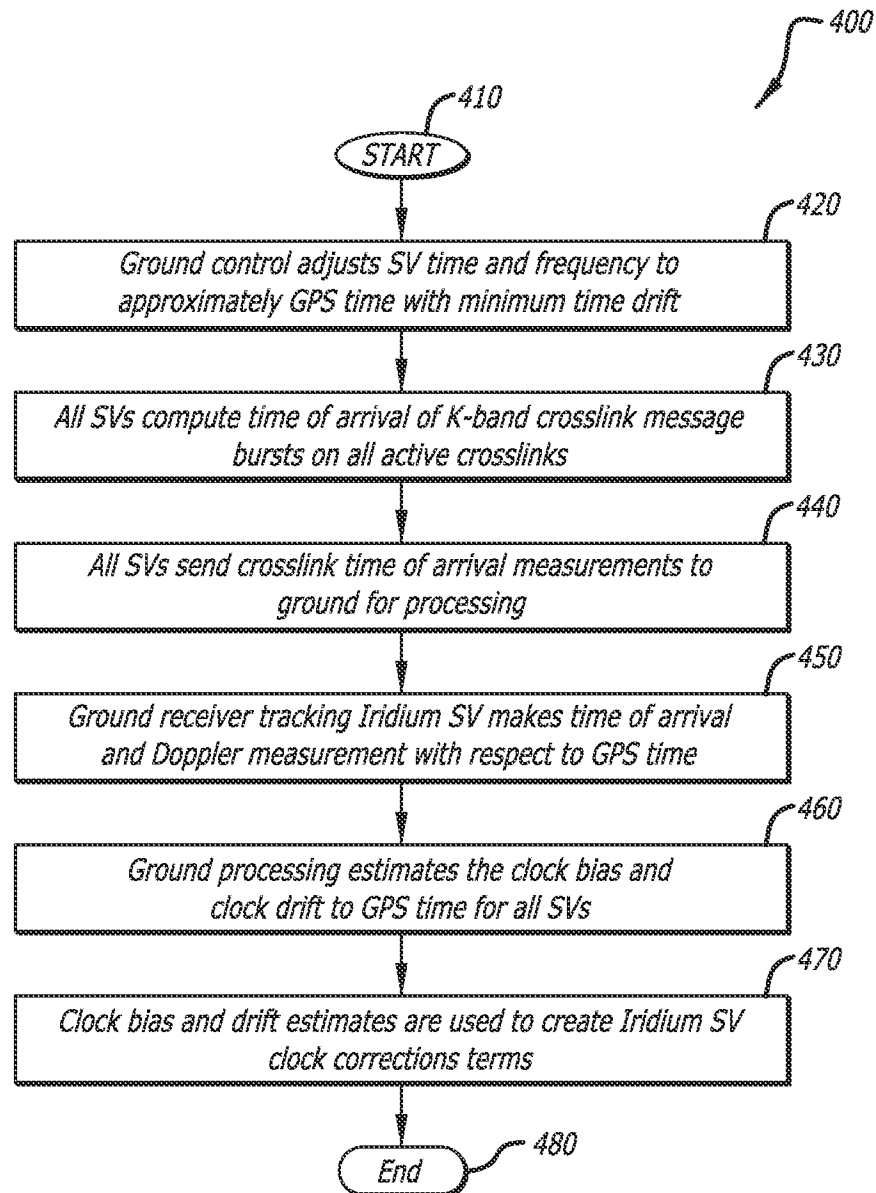 400
410
START
420
Ground control adjusts SV time and frequency to
approximately GPS time with minimum time drift
430
All SVs compute time of arrival of K-band crosslink message
bursts on all active crosslinks
440
All SVs send crosslink time of arrival measurements to
ground for processing
450
Ground receiver tracking Iridium SV makes time of arrival
and Doppler measurement with respect to GPS time
460
Ground processing estimates the clock bias and
clock drift to GPS time for all SVs
470
Clock bias and drift estimates are used to create Iridium SV
clock corrections terms
End
480